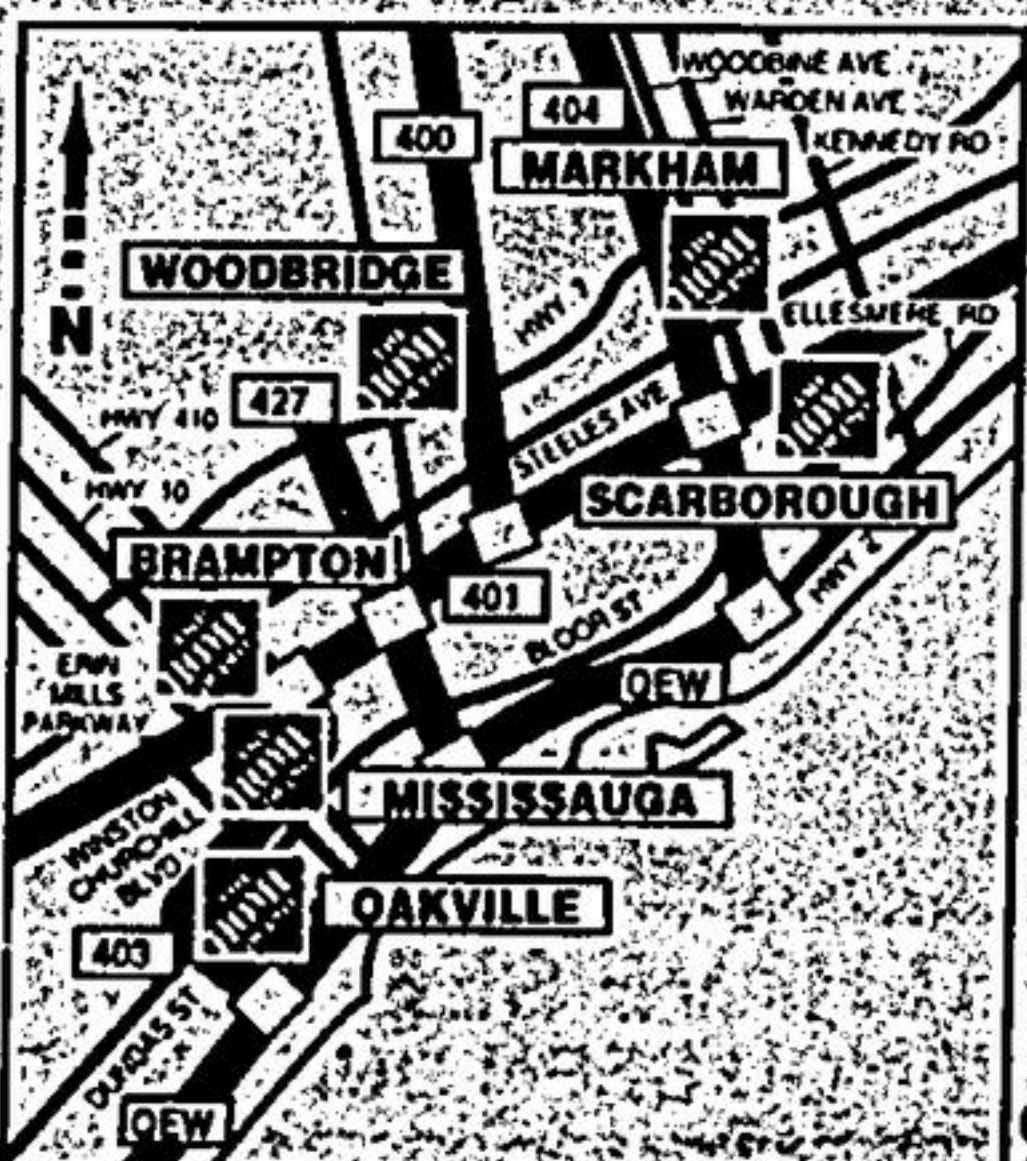 WOODBINE AVE
WARDEN AVE
KENNEDY RD
404
400
MARKHAM
WOODBRIDGE
HWY. 7
ELLESMERE RD
N
427
HWY 410
STEELES AVE
HWY 10
SCARBOROUGH
BRAMPTON
401
BLOOR ST
HWY 2
ERIN
MILLS
PARKWAY
QEW
MISSISSAUGA
WINSTON
CHURCHILL
BLVD
OAKVILLE
403
DUNDAS ST
QEW